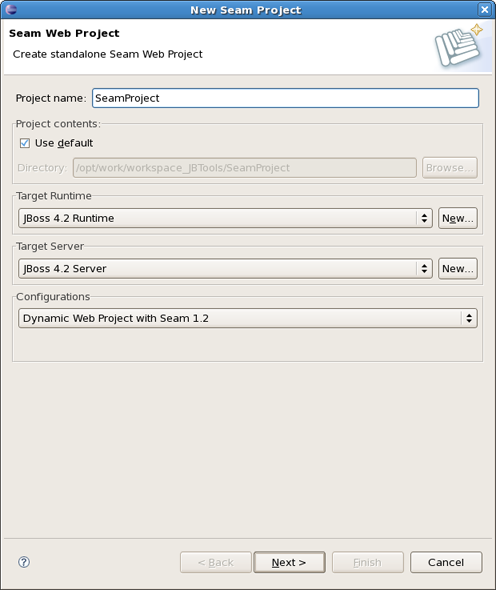 New Seam Project
Seam Web Project
Create standalone Seam Web Project
Project name: SeamProject
Project contents:
Use default
Directory: /opt/work/workspace_JBTools/SeamProject Browse...
Target Runtime
JBoss 4.2 Runtime New...
Target Server
JBoss 4.2 Server New...
Configurations
Dynamic Web Project with Seam 1.2
? < Back Next > Finish Cancel